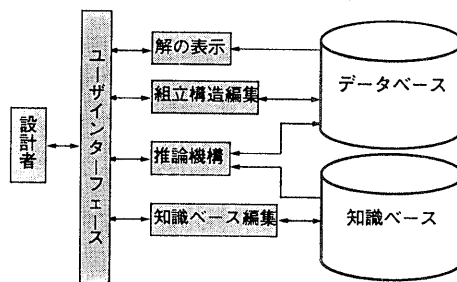 設計者
ユーザインターフェース
解の表示
組立構造編集
推論機構
知識ベース編集
データベース
知識ベース